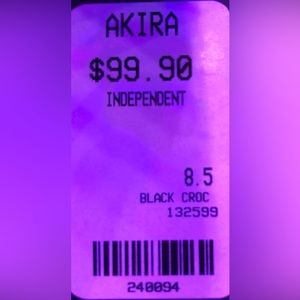 AKIRA
$99.90
INDEPENDENT
8.5
BLACK CROC
132599
240094